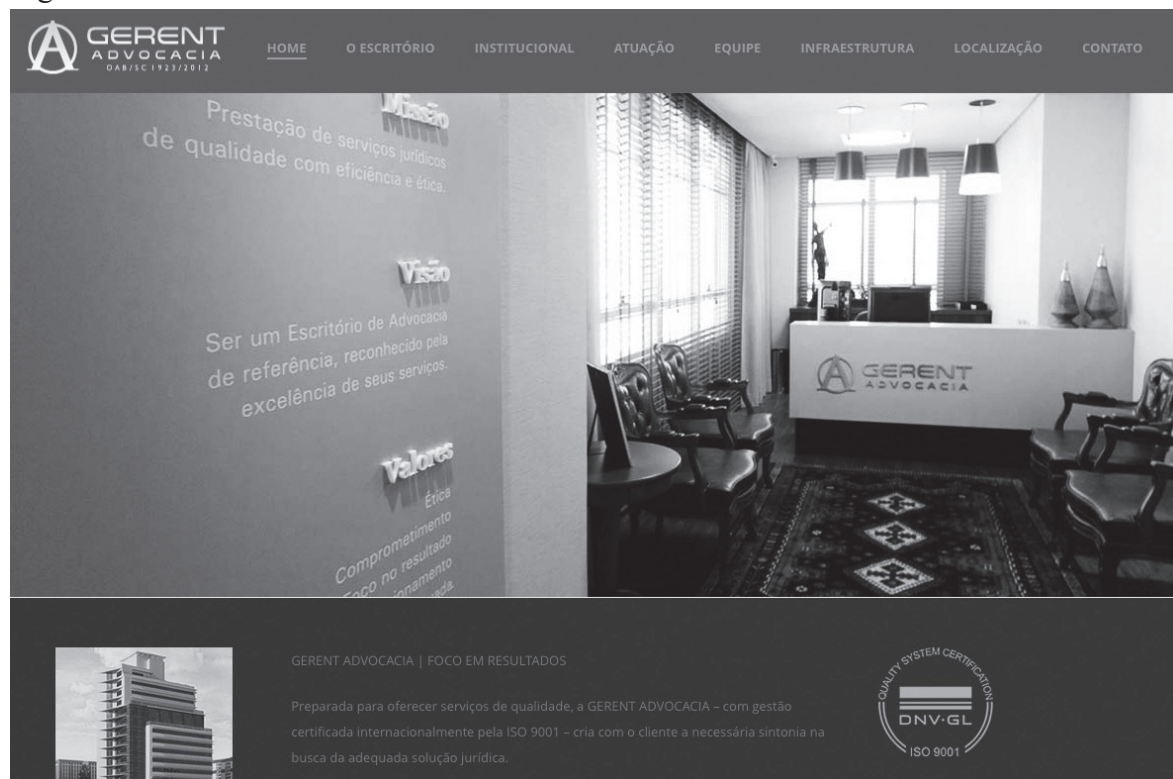 GERENT
ADVOCACIA
OAB/SC 1923/2012
HOME O ESCRITÓRIO INSTITUCIONAL ATUAÇÃO EQUIPE INFRAESTRUTURA LOCALIZAÇÃO CONTATO
Missão
Prestação de serviços jurídicos
de qualidade com eficiência e ética.
Visão
Ser um Escritório de Advocacia
de referência, reconhecido pela
excelência de seus serviços.
Valores
Ética
Comprometimento
Foco no resultado
GERENT
ADVOCACIA
GERENT ADVOCACIA | FOCO EM RESULTADOS
Preparada para oferecer serviços de qualidade, a GERENT ADVOCACIA – com gestão
certificada internacionalmente pela ISO 9001 – cria com o cliente a necessária sintonia na
busca da adequada solução jurídica.
QUALITY SYSTEM CERTIFICATION
DNV·GL
ISO 9001